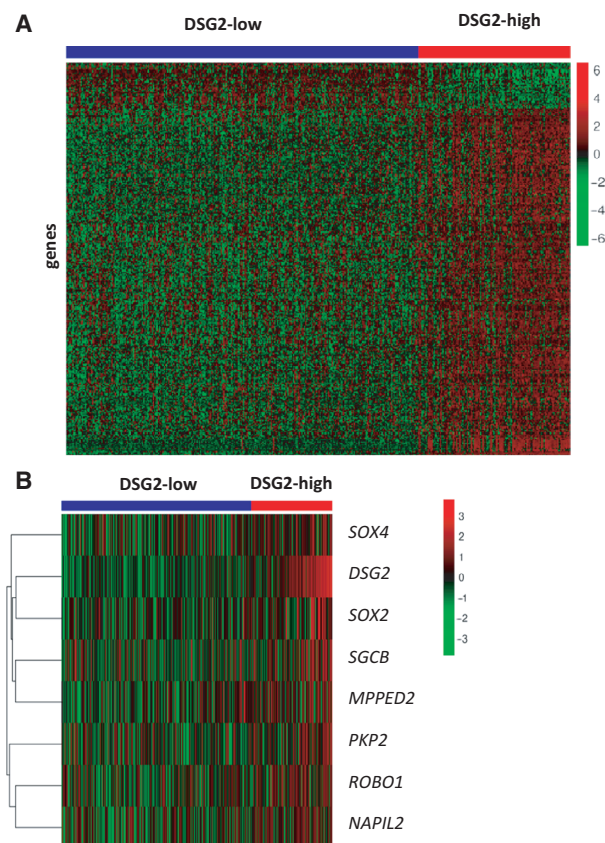 A
DSG2-low
DSG2-high
genes
6
4
2
0
−2
−4
−6
B
DSG2-low
DSG2-high
SOX4
DSG2
SOX2
SGCB
MPPED2
PKP2
ROBO1
NAPIL2
3
2
1
0
−1
−2
−3